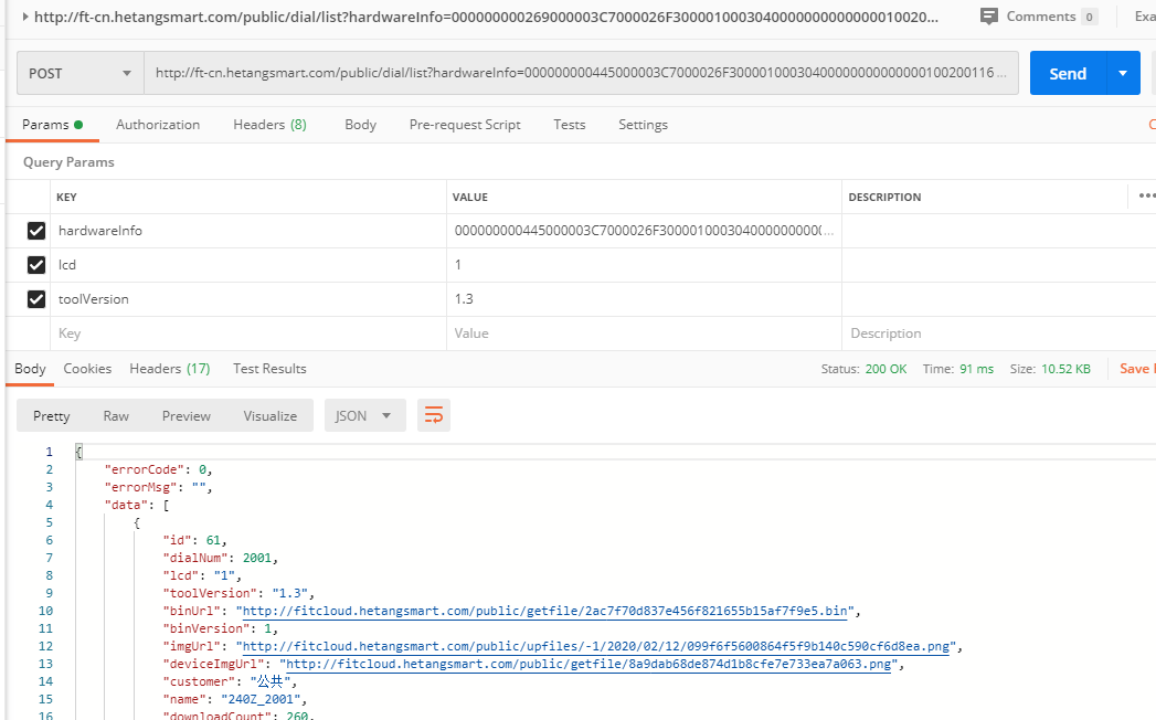 http://ft-cn.hetangsmart.com/public/dial/list?hardwareInfo=000000000269000003C7000026F30000100030400000000000000010020... Comments 0 Exa
POST http://ft-cn.hetangsmart.com/public/dial/list?hardwareInfo=000000000445000003C7000026F30000100030400000000000000100200116 ... Send
Params Authorization Headers (8) Body Pre-request Script Tests Settings
Query Params
KEY VALUE DESCRIPTION
hardwareInfo 000000000445000003C7000026F300001000304000000000( ...
lcd 1
toolVersion 1.3
Key Value Description
Body Cookies Headers (17) Test Results Status: 200 OK Time: 91 ms Size: 10.52 KB Save
Pretty Raw Preview Visualize JSON
1 {
2 "errorCode": 0,
3 "errorMsg": "",
4 "data": [
5 {
6 "id": 61,
7 "dialNum": 2001,
8 "lcd": "1",
9 "toolVersion": "1.3",
10 "binUrl": "http://fitcloud.hetangsmart.com/public/getfile/2ac7f70d837e456f821655b15af7f9e5.bin",
11 "binVersion": 1,
12 "imgUrl": "http://fitcloud.hetangsmart.com/public/upfiles/-1/2020/02/12/099f6f5600864f5f9b140c590cf6d8ea.png",
13 "deviceImgUrl": "http://fitcloud.hetangsmart.com/public/getfile/8a9dab68de874d1b8cfe7e733ea7a063.png",
14 "customer": "公共",
15 "name": "240Z_2001",
16 "downloadCount": 260,